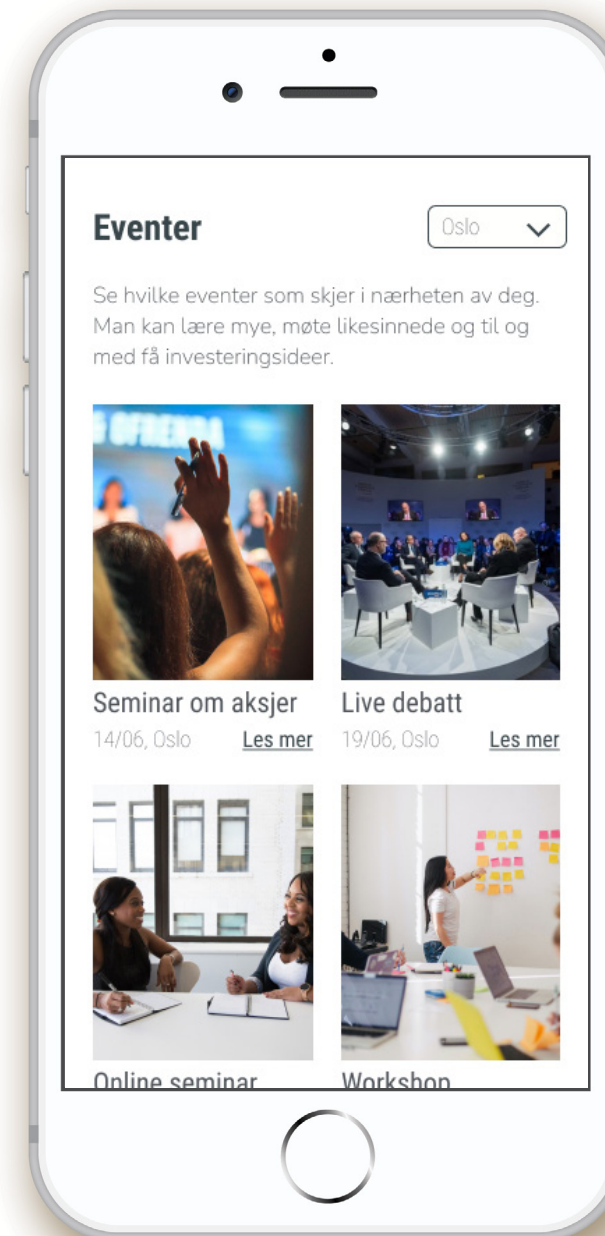 Eventer
Oslo
Se hvilke eventer som skjer i nærheten av deg.
Man kan lære mye, møte likesinnede og til og
med få investeringsideer.
OFRENDA
Seminar om aksjer
14/06, Oslo
Les mer
Live debatt
19/06, Oslo
Les mer
Online seminar
Workshop